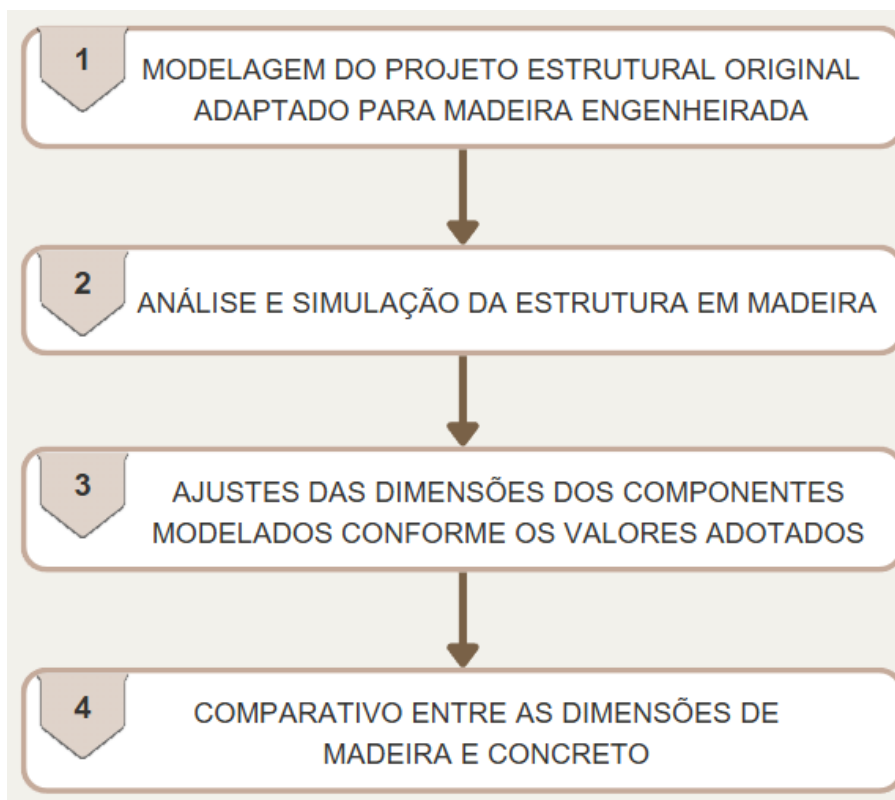 1
MODELAGEM DO PROJETO ESTRUTURAL ORIGINAL
ADAPTADO PARA MADEIRA ENGENHEIRADA
2
ANÁLISE E SIMULAÇÃO DA ESTRUTURA EM MADEIRA
3
AJUSTES DAS DIMENSÕES DOS COMPONENTES
MODELADOS CONFORME OS VALORES ADOTADOS
4
COMPARATIVO ENTRE AS DIMENSÕES DE
MADEIRA E CONCRETO